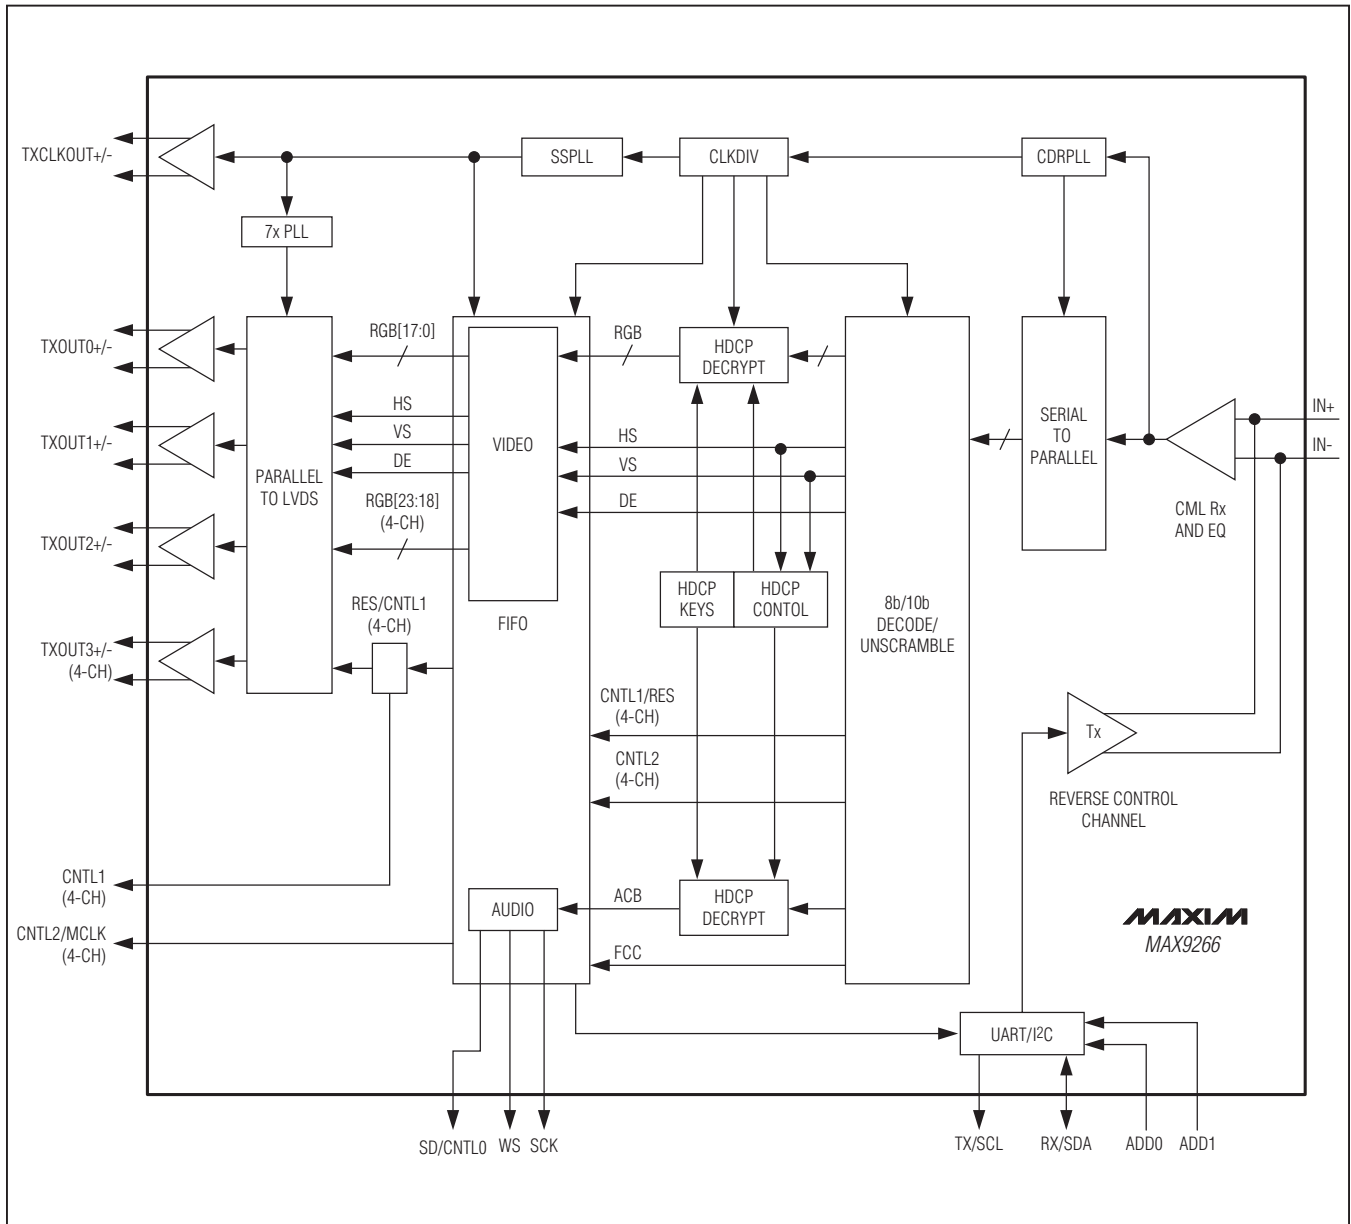 TXCLKOUT+/-
SSPLL
CLKDIV
CDRPLL
7x PLL
TXOUT0+/-
RGB[17:0]
RGB
HDCP
DECRYPT
HS
VS
DE
VIDEO
HS
VS
DE
TXOUT1+/-
PARALLEL
TO LVDS
SERIAL
TO
PARALLEL
IN+
IN-
CML Rx
AND EQ
RGB[23:18]
(4-CH)
TXOUT2+/-
HDCP
KEYS
HDCP
CONTOL
8b/10b
DECODE/
UNSCRAMBLE
RES/CNTL1
(4-CH)
FIFO
TXOUT3+/-
(4-CH)
CNTL1/RES
(4-CH)
Tx
CNTL2
(4-CH)
REVERSE CONTROL
CHANNEL
CNTL1
(4-CH)
AUDIO
ACB
HDCP
DECRYPT
CNTL2/MCLK
(4-CH)
FCC
MAXIM
MAX9266
UART/I²C
SD/CNTL0
WS
SCK
TX/SCL
RX/SDA
ADD0
ADD1